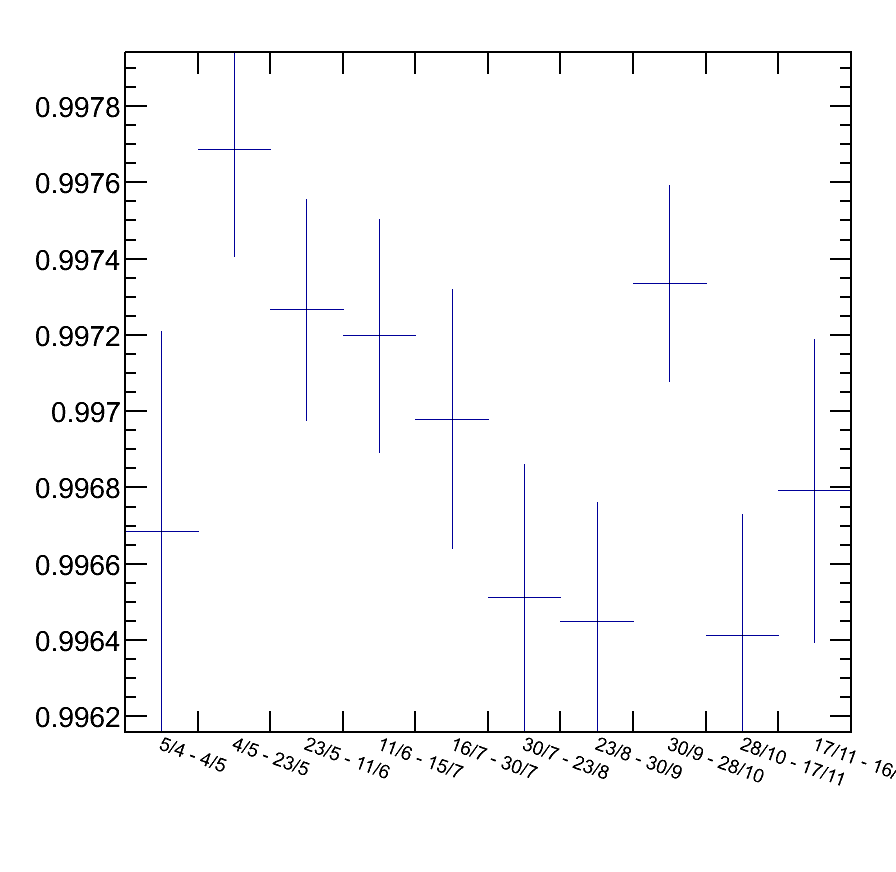 0.9978
0.9976
0.9974
0.9972
0.997
0.9968
0.9966
0.9964
0.9962
5/4 - 4/5
4/5 - 23/5
23/5 - 11/6
11/6 - 15/7
16/7 - 30/7
30/7 - 23/8
23/8 - 30/9
30/9 - 28/10
28/10 - 17/11
17/11 - 16/